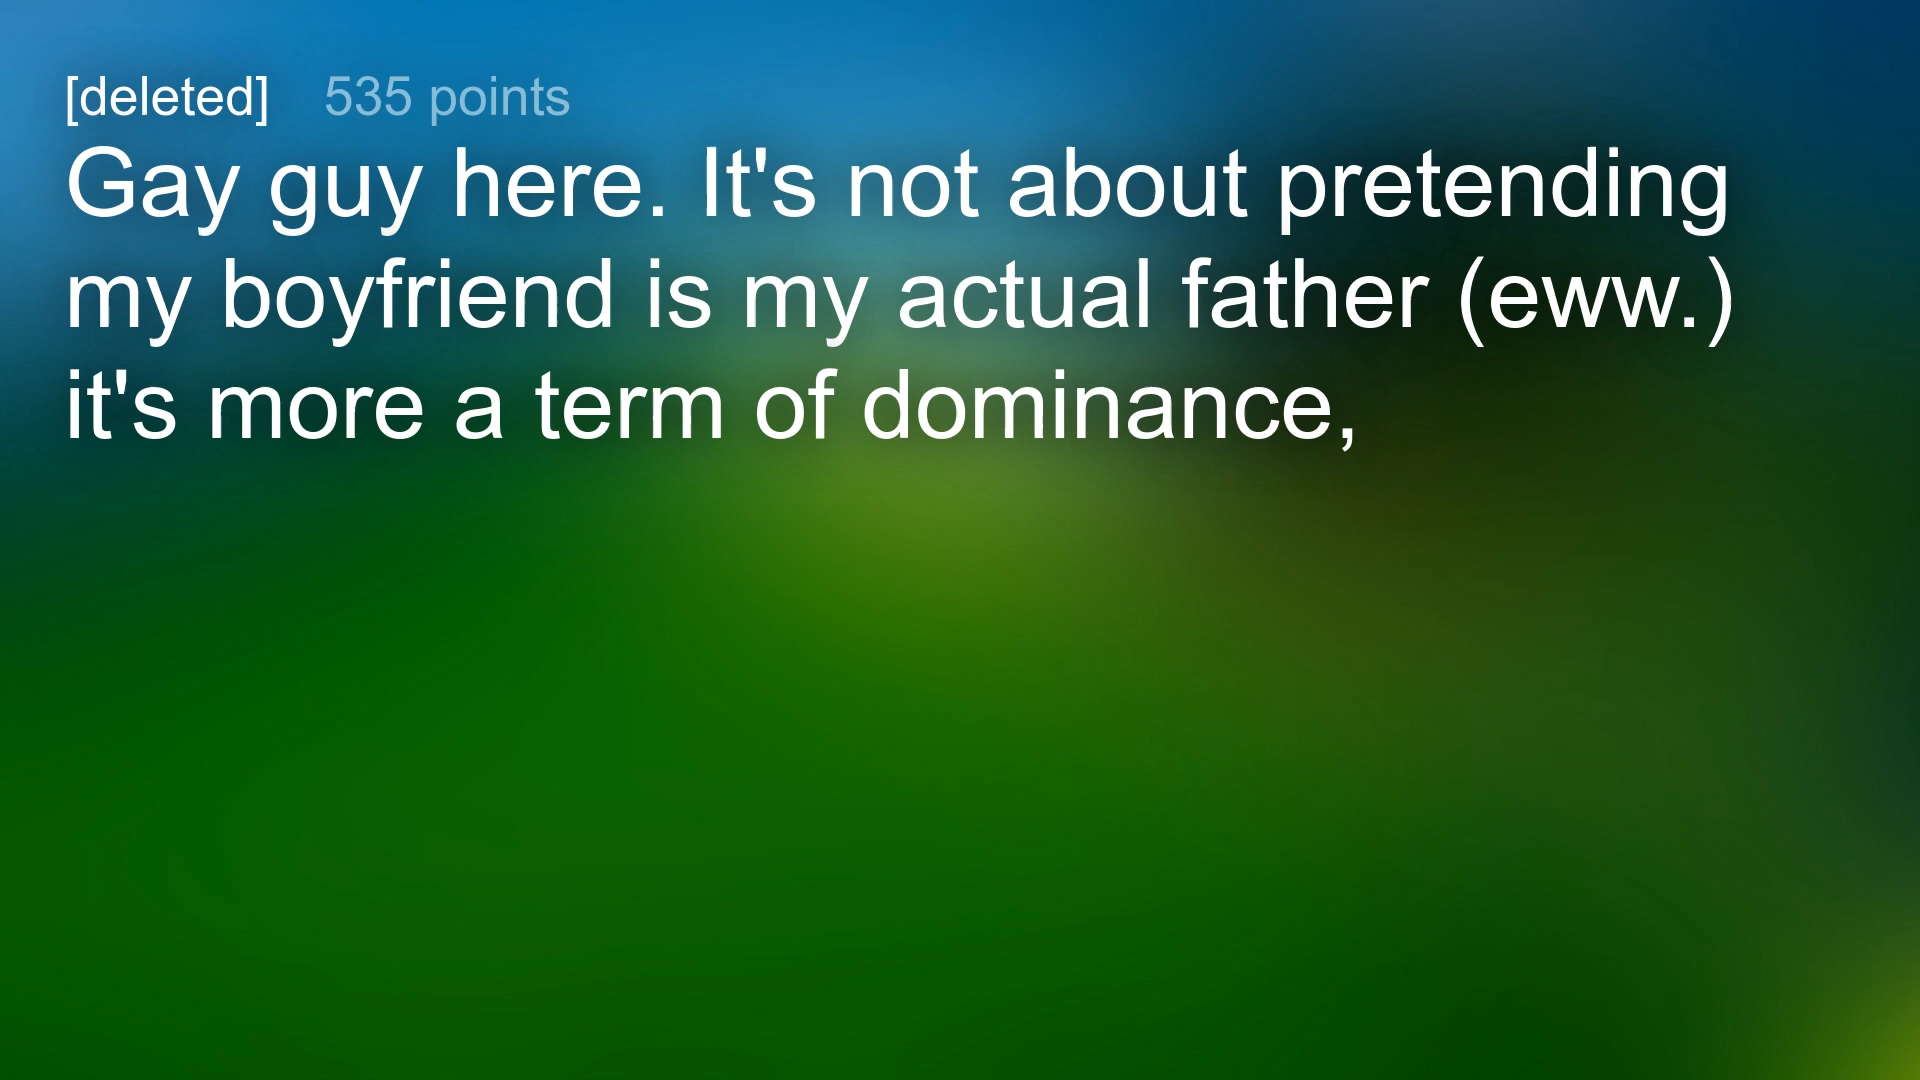 [deleted] 535 points
Gay guy here. It's not about pretending
my boyfriend is my actual father (eww.)
it's more a term of dominance,